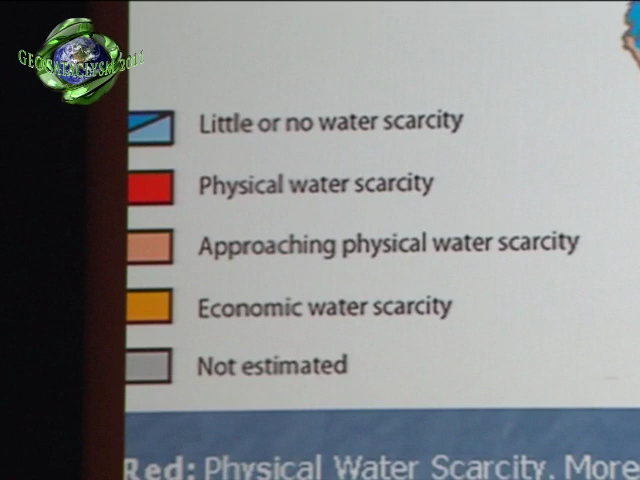 GEOCATACLYSM 2011
Little or no water scarcity
Physical water scarcity
Approaching physical water scarcity
Economic water scarcity
Not estimated
Red: Physical Water Scarcity. More